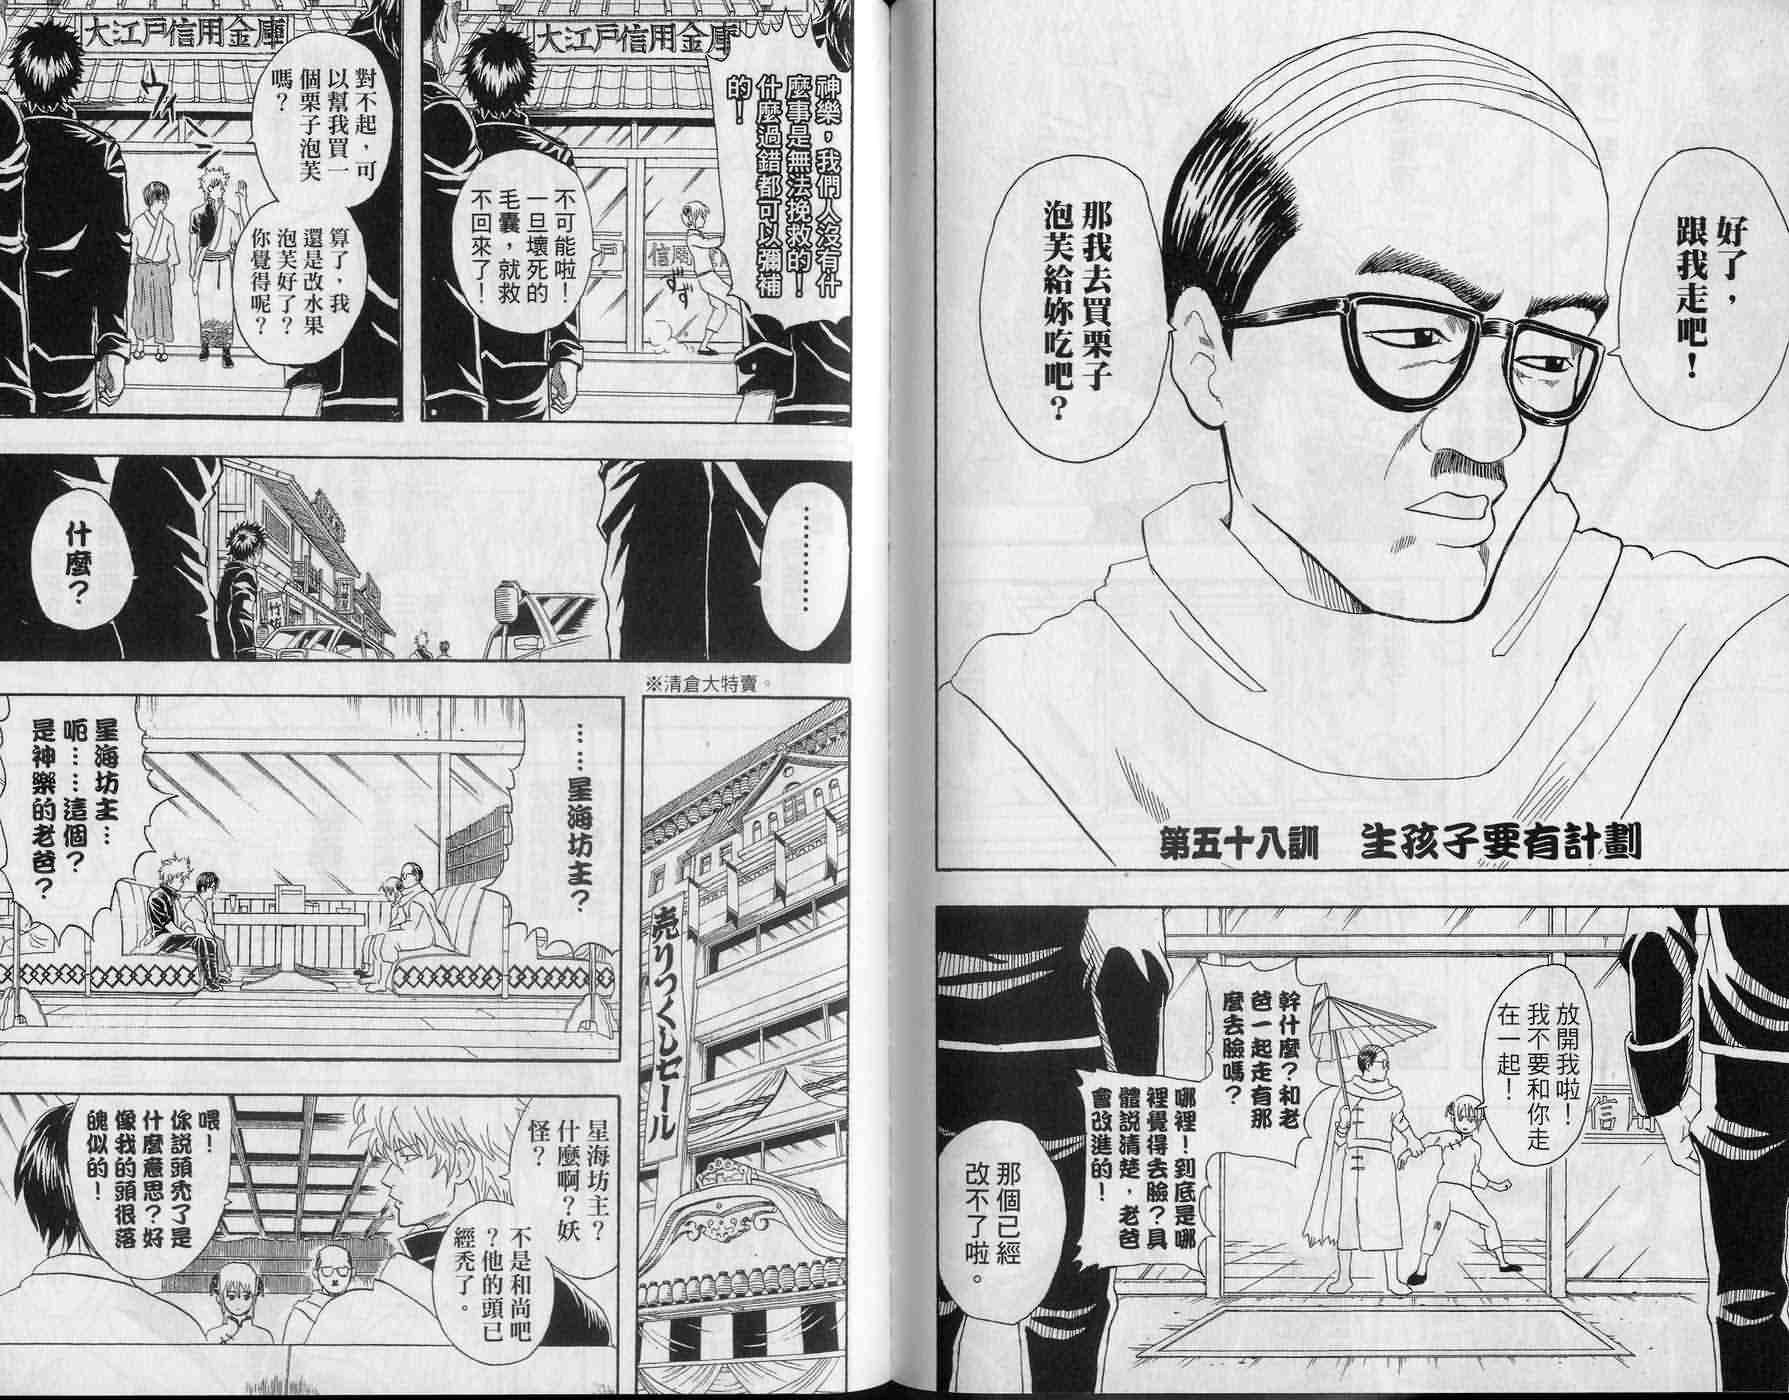 好了，
跟我走吧！
那我去買栗子
泡芙給妳吃吧？
第五十八訓　生孩子要有計劃
放開我啦！
我不要和你走
在一起！
幹什麼？和老
爸一起走有那
麼去臉嗎？
哪裡！到底是哪
裡覺得去臉？具
體說清楚，老爸
會改進的！
那個已經
改不了啦。
信用
大江戸信用金庫
神樂，我們人沒有什
麼事是無法挽救的！
什麼過錯都可以彌補
的！
不可能啦！
一旦壞死的
毛囊，就救
不回來了！
戸信用金
ずず
大江戸信用金庫
ウィーン
對不起，可
以幫我買一
個栗子泡芙
嗎？
算了，我
還是改水果
泡芙好了？
你覺得呢？
…………
什麼？
※清倉大特賣。
売りつくしセール
……星海坊主？
星海坊主…
呃……這個？
是神樂的老爸？
星海坊主？
什麼啊？妖
怪？
不是和尚吧
？他的頭已
經禿了。
喂！
你說頭禿了是
什麼意思？好
像我的頭很落
魄似的！